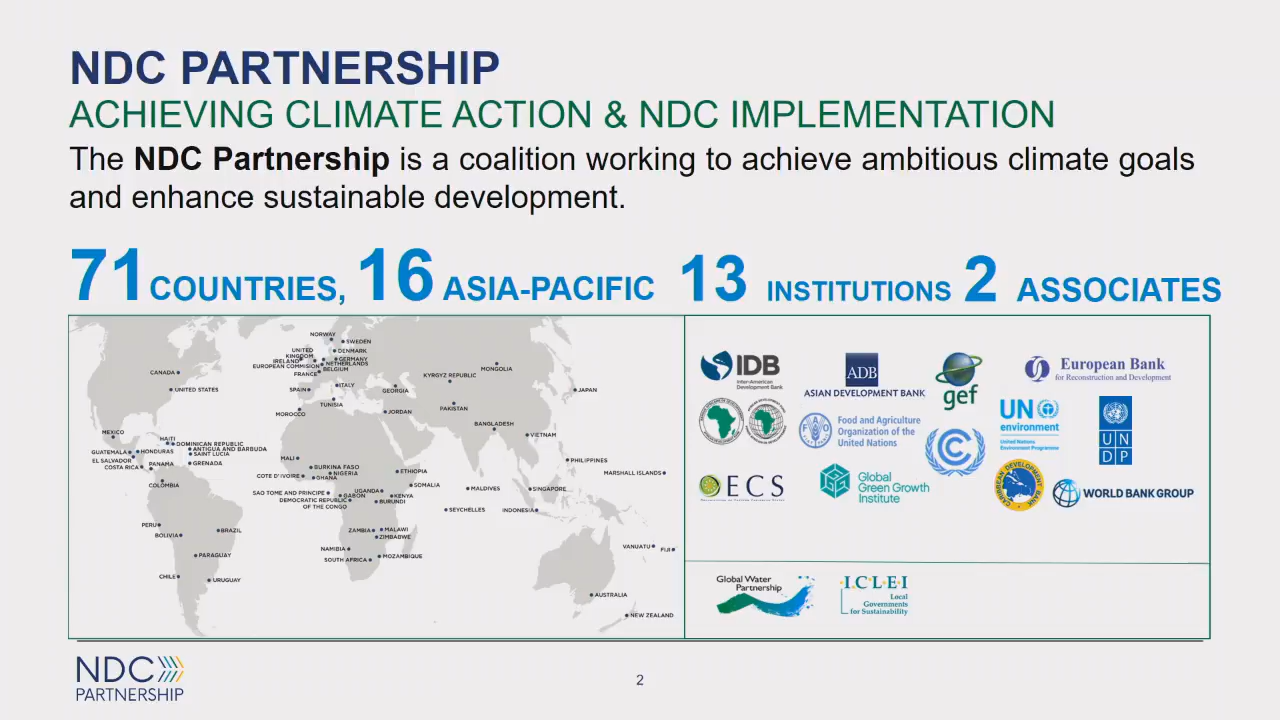 NDC PARTNERSHIP
ACHIEVING CLIMATE ACTION & NDC IMPLEMENTATION
The NDC Partnership is a coalition working to achieve ambitious climate goals
and enhance sustainable development.
71 COUNTRIES, 16 ASIA-PACIFIC 13 INSTITUTIONS 2 ASSOCIATES
NORWAY
SWEDEN
UNITED
KINGDOM
DENMARK
IRELAND
GERMANY
NETHERLANDS
EUROPEAN COMMISION
BELGIUM
FRANCE
CANADA
UNITED STATES
SPAIN
ITALY
GEORGIA
KYRGYZ REPUBLIC
MONGOLIA
JAPAN
TUNISIA
MOROCCO
JORDAN
PAKISTAN
BANGLADESH
VIETNAM
MEXICO
HAITI
DOMINICAN REPUBLIC
ANTIGUA AND BARBUDA
GUATEMALA
HONDURAS
SAINT LUCIA
EL SALVADOR
PANAMA
GRENADA
COSTA RICA
COLOMBIA
MALI
BURKINA FASO
NIGERIA
COTE D' IVOIRE
GHANA
ETHIOPIA
PHILIPPINES
MARSHALL ISLANDS
SAO TOME AND PRINCIPE
UGANDA
SOMALIA
GABON
KENYA
DEMOCRATIC REPUBLIC
OF THE CONGO
BURUNDI
MALDIVES
SINGAPORE
SEYCHELLES
INDONESIA
PERU
BRAZIL
BOLIVIA
ZAMBIA
MALAWI
ZIMBABWE
PARAGUAY
NAMIBIA
SOUTH AFRICA
MOZAMBIQUE
VANUATU
FIJI
CHILE
URUGUAY
AUSTRALIA
NEW ZEALAND
IDB
Inter-American
Development Bank
ADB
ASIAN DEVELOPMENT BANK
gef
European Bank
for Reconstruction and Development
FAO
Food and Agriculture
Organization of the
United Nations
UN
environment
United Nations
Environment Programme
U N
D P
OECS
Global
Green Growth
Institute
CARIBBEAN DEVELOPMENT BANK
WORLD BANK GROUP
Global Water
Partnership
I.C.L.E.I
Local
Governments
for Sustainability
NDC
PARTNERSHIP
2